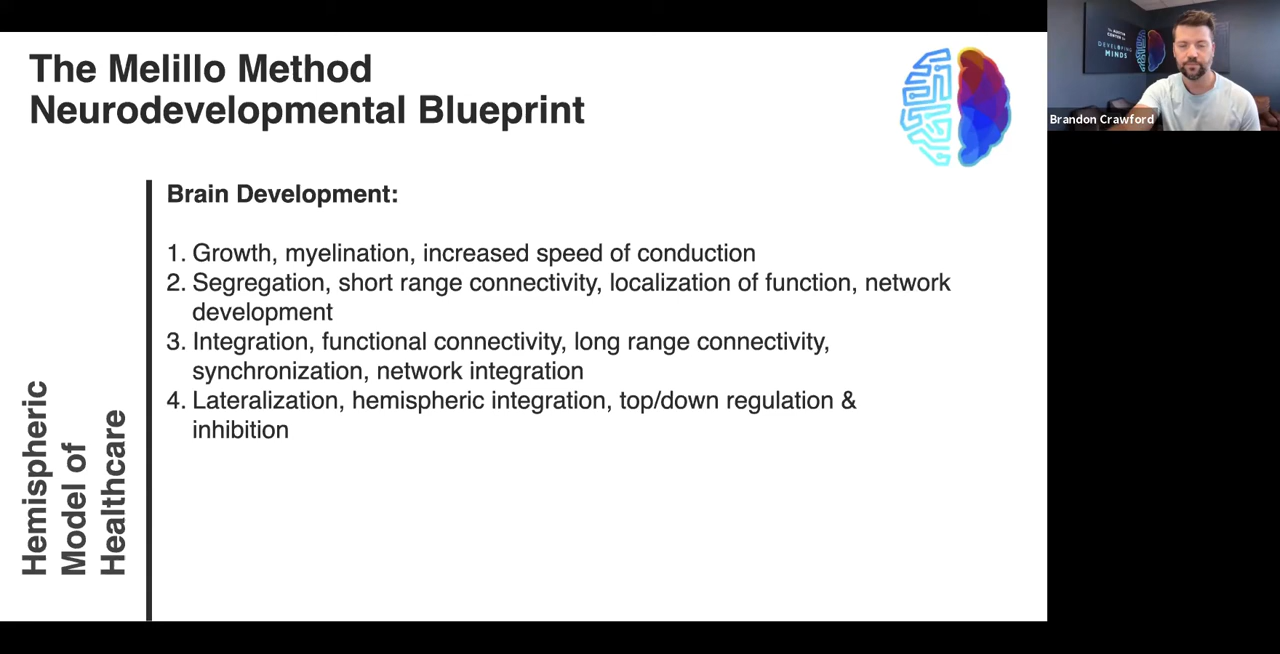 The Melillo Method
Neurodevelopmental Blueprint
Brain Development:
1. Growth, myelination, increased speed of conduction
2. Segregation, short range connectivity, localization of function, network
development
3. Integration, functional connectivity, long range connectivity,
synchronization, network integration
4. Lateralization, hemispheric integration, top/down regulation &
inhibition
Hemispheric
Model of
Healthcare
DEVELOPING
MINDS
Brandon Crawford